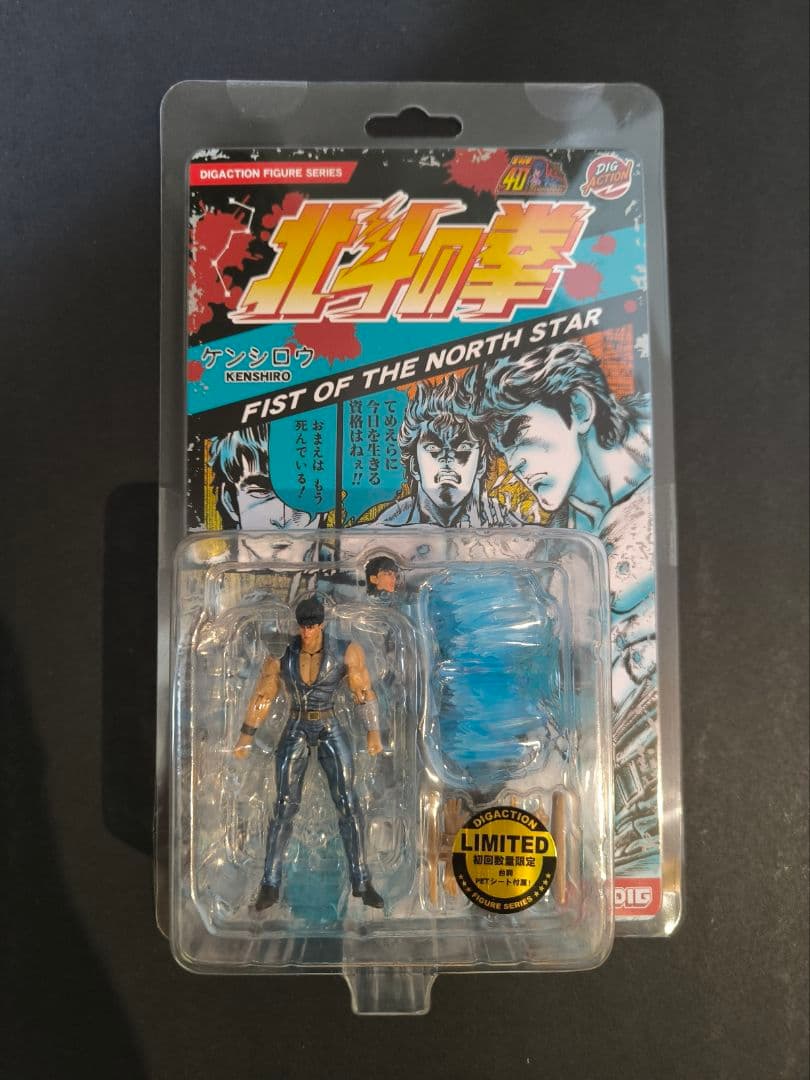 DIGACTION FIGURE SERIES
40
DIG
ACTION
北斗の拳
ケンシロウ
KENSHIRO
FIST OF THE NORTH STAR
てめえらに
今日を生きる
資格はねぇ!!
おまえは もう
死んでいる!
DIGACTION
LIMITED
初回数量限定
台詞
PETシート付属!
FIGURE SERIES
DIG